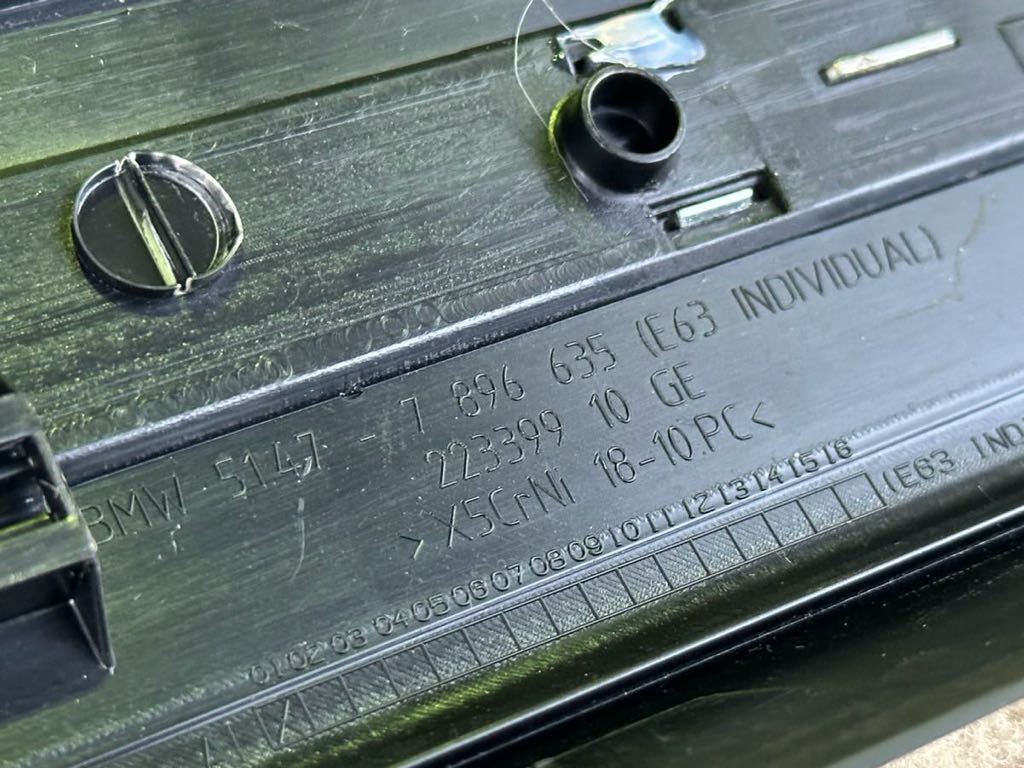 BMW 5147 - 7 896 635 (E63 INDIVIDUAL)
223399 10 GE
>X5CrNi 18-10.PC<
01 02 03 04 05 06 07 08 09 10 11 12 13 14 15 16
(E63 IND